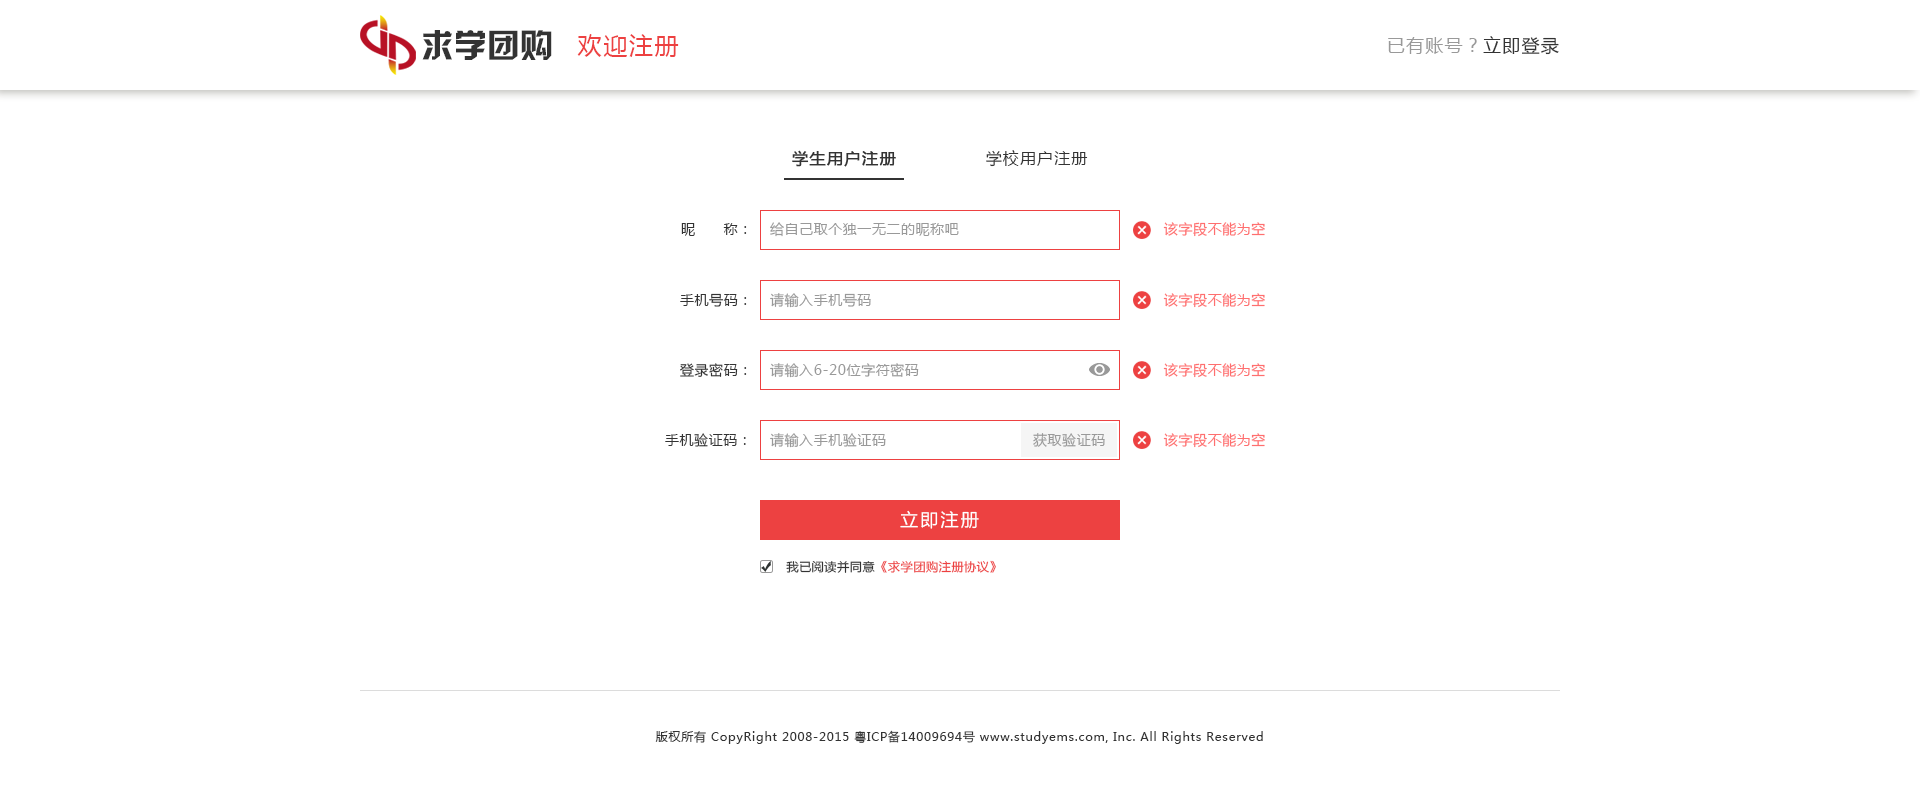 求学团购 欢迎注册 已有账号？立即登录
学生用户注册 学校用户注册
昵 称： 给自己取个独一无二的昵称吧 该字段不能为空
手机号码： 请输入手机号码 该字段不能为空
登录密码： 请输入6-20位字符密码 该字段不能为空
手机验证码： 请输入手机验证码 获取验证码 该字段不能为空
立即注册
我已阅读并同意《求学团购注册协议》
版权所有 CopyRight 2008-2015 粤ICP备14009694号 www.studyems.com, Inc. All Rights Reserved